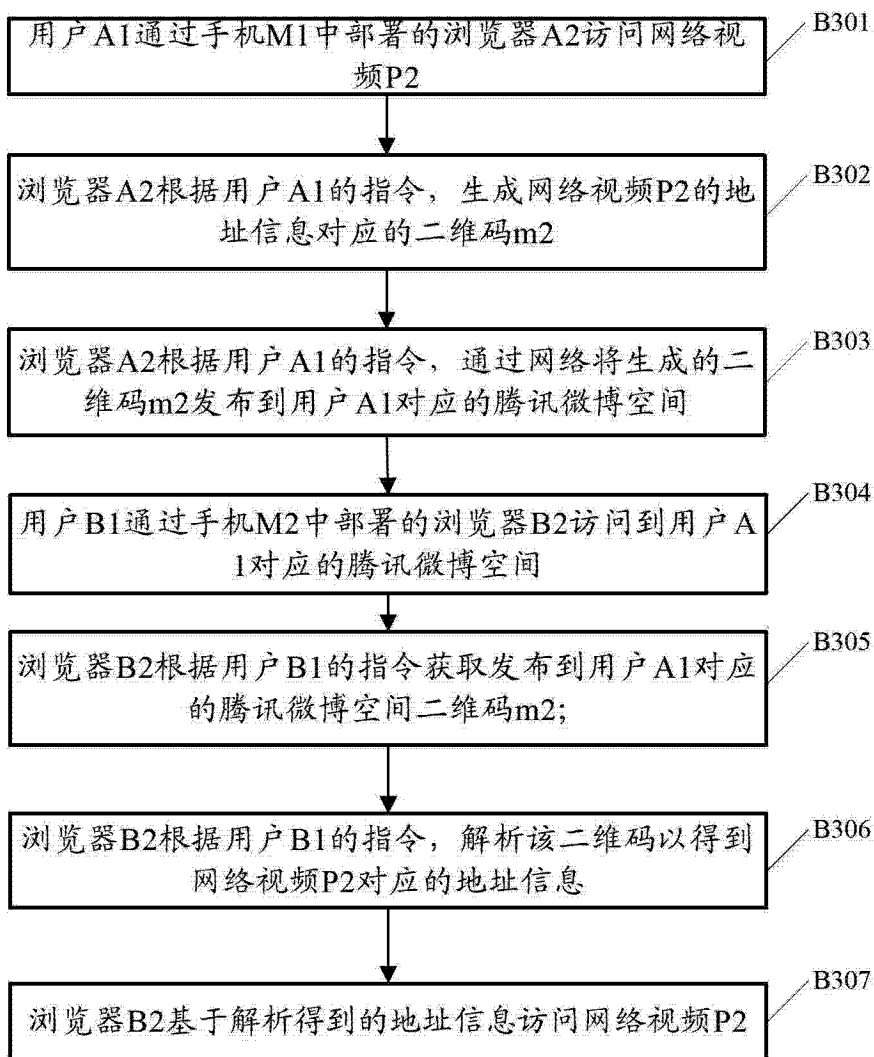 用户A1通过手机M1中部署的浏览器A2访问网络视
频P2
B301
浏览器A2根据用户A1的指令，生成网络视频P2的地
址信息对应的二维码m2
B302
浏览器A2根据用户A1的指令，通过网络将生成的二
维码m2发布到用户A1对应的腾讯微博空间
B303
用户B1通过手机M2中部署的浏览器B2访问到用户A
1对应的腾讯微博空间
B304
浏览器B2根据用户B1的指令获取发布到用户A1对应
的腾讯微博空间二维码m2;
B305
浏览器B2根据用户B1的指令，解析该二维码以得到
网络视频P2对应的地址信息
B306
浏览器B2基于解析得到的地址信息访问网络视频P2
B307